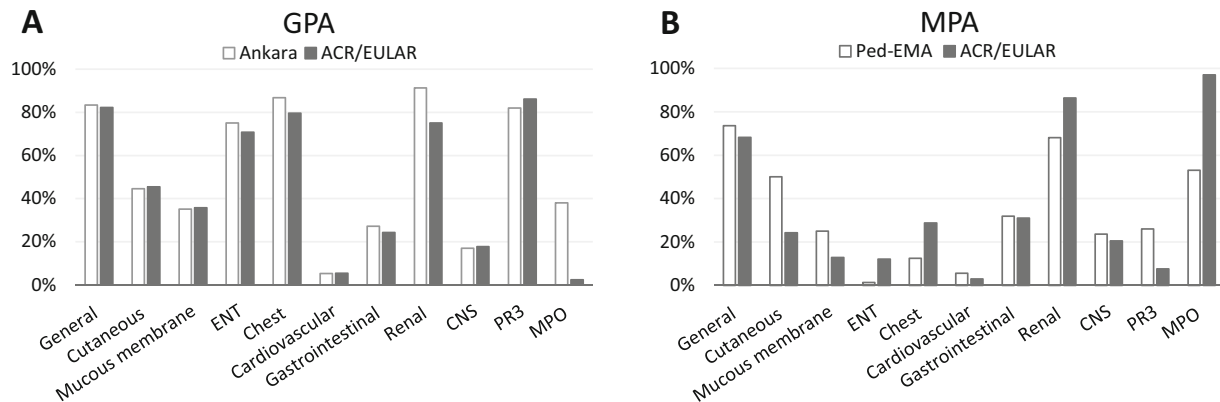 A
GPA
Ankara ACR/EULAR
100%
80%
60%
40%
20%
0%
General
Cutaneous
Mucous membrane
ENT
Chest
Cardiovascular
Gastrointestinal
Renal
CNS
PR3
MPO
B
MPA
Ped-EMA ACR/EULAR
100%
80%
60%
40%
20%
0%
General
Cutaneous
Mucous membrane
ENT
Chest
Cardiovascular
Gastrointestinal
Renal
CNS
PR3
MPO